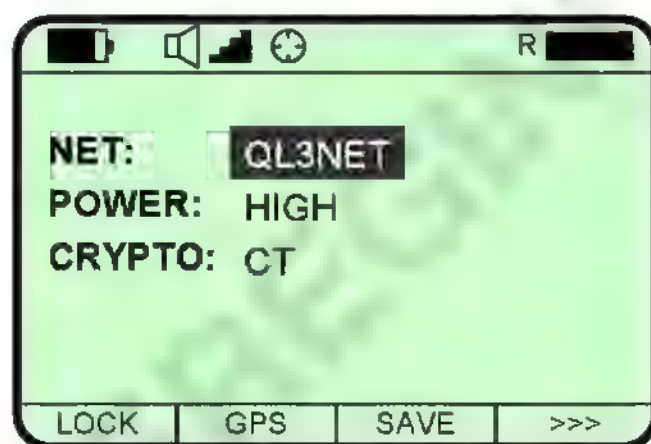 R
NET: QL3NET
POWER: HIGH
CRYPTO: CT
LOCK GPS SAVE >>>